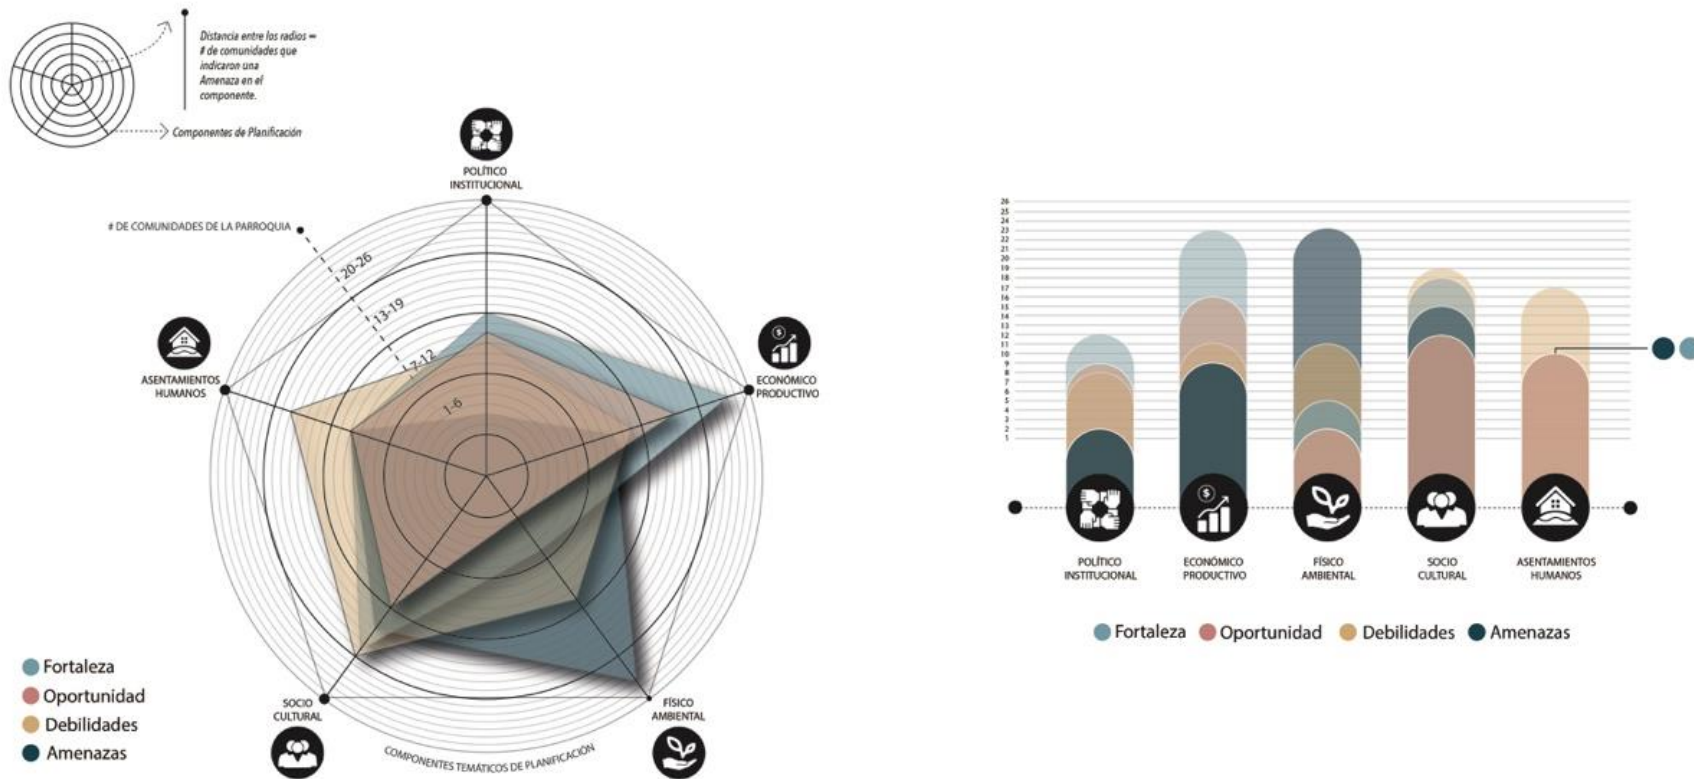 Distancia entre los radios =
# de comunidades que
indicaron una
Amenaza en el
componente.
Componentes de Planificación
POLÍTICO
INSTITUCIONAL
# DE COMUNIDADES DE LA PARROQUIA
20-26
13-19
7-12
1-6
ASENTAMIENTOS
HUMANOS
$
ECONÓMICO
PRODUCTIVO
SOCIO
CULTURAL
FÍSICO
AMBIENTAL
COMPONENTES TEMÁTICOS DE PLANIFICACIÓN
Fortaleza
Oportunidad
Debilidades
Amenazas
26
25
24
23
22
21
20
19
18
17
16
15
14
13
12
11
10
9
8
7
6
5
4
2
1
$
POLÍTICO
INSTITUCIONAL
ECONÓMICO
PRODUCTIVO
FÍSICO
AMBIENTAL
SOCIO
CULTURAL
ASENTAMIENTOS
HUMANOS
Fortaleza
Oportunidad
Debilidades
Amenazas